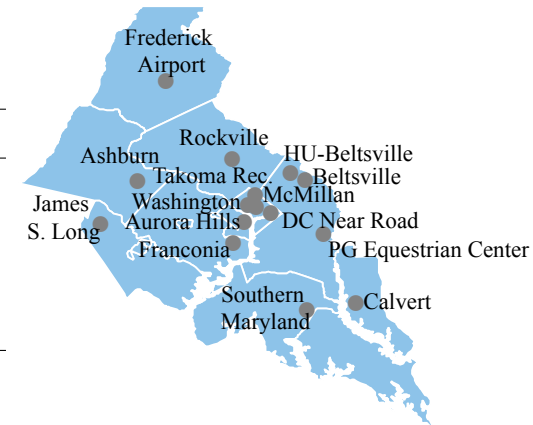 Frederick
Airport
Rockville
Ashburn
HU-Beltsville
Takoma Rec.
Beltsville
McMillan
Washington
James
S. Long
Aurora Hills
DC Near Road
Franconia
PG Equestrian Center
Southern
Maryland
Calvert